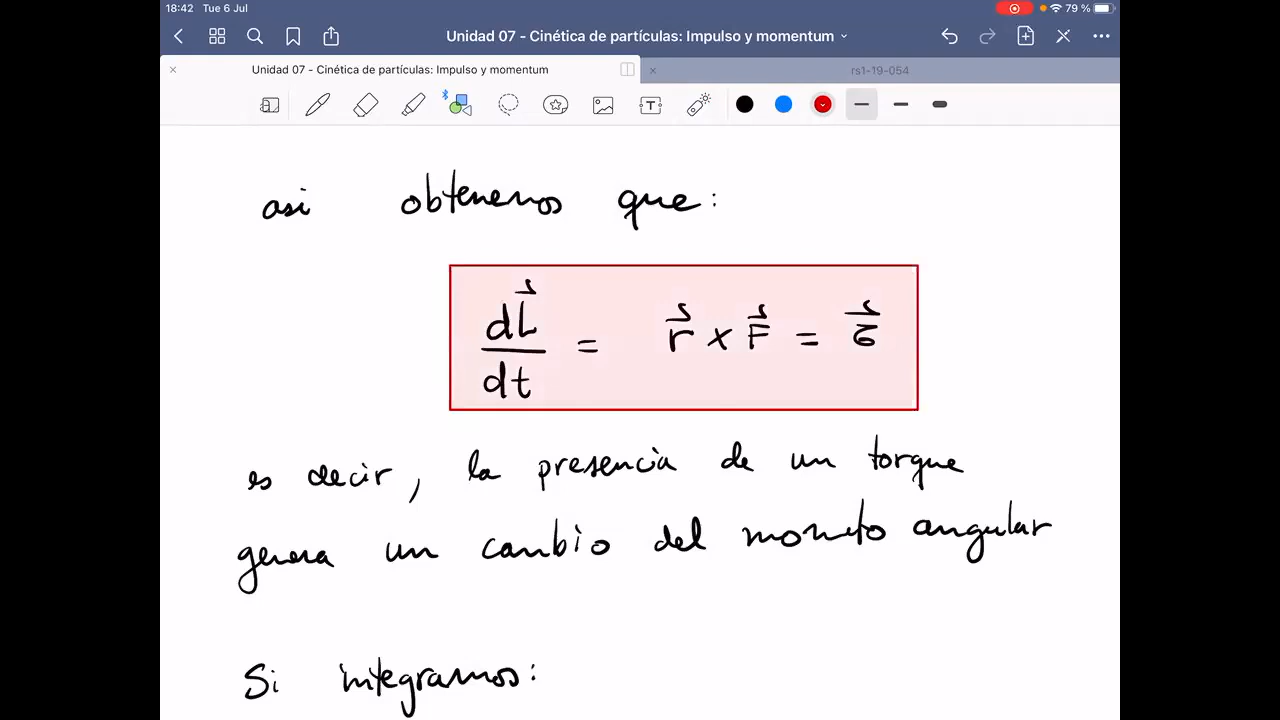 18:42 Tue 6 Jul 79 %
Unidad 07 - Cinética de partículas: Impulso y momentum
Unidad 07 - Cinética de partículas: Impulso y momentum rs1-19-054
asi obtenemos que:
dL⃗/dt = r⃗ × F⃗ = τ⃗
es decir, la presencia de un torque
genera un cambio del momento angular
Si integramos: